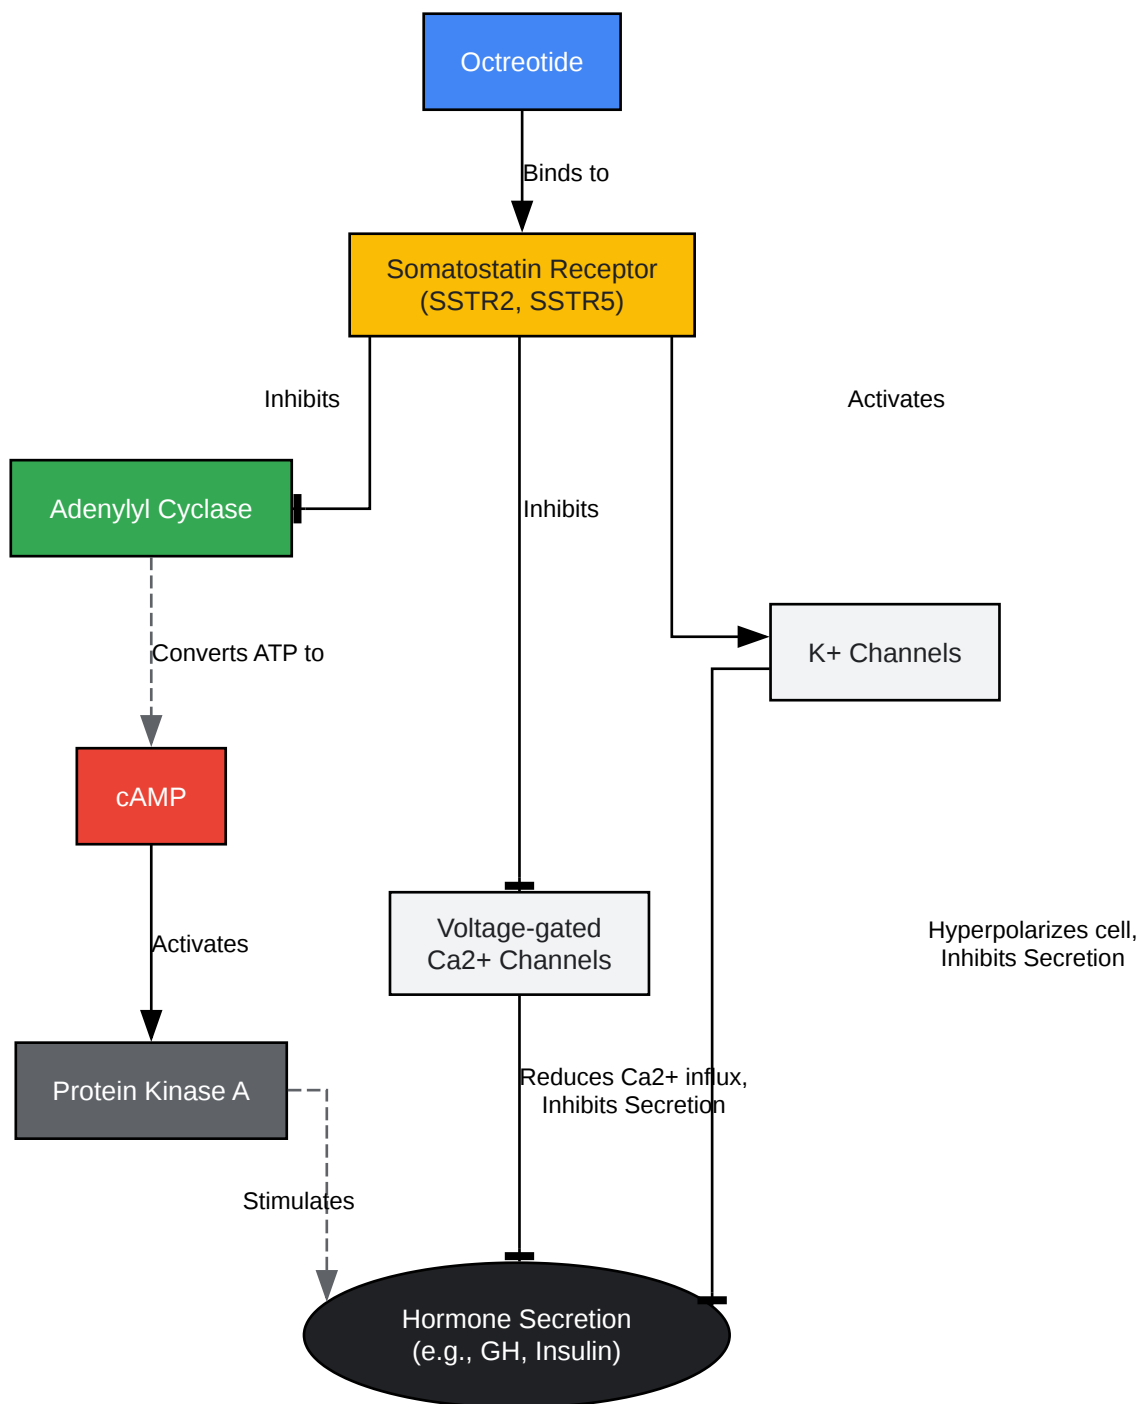 Octreotide
Binds to
Somatostatin Receptor
(SSTR2, SSTR5)
Inhibits
Activates
Adenylyl Cyclase
Inhibits
Converts ATP to
K+ Channels
cAMP
Activates
Voltage-gated
Ca2+ Channels
Hyperpolarizes cell,
Inhibits Secretion
Protein Kinase A
Reduces Ca2+ influx,
Inhibits Secretion
Stimulates
Hormone Secretion
(e.g., GH, Insulin)